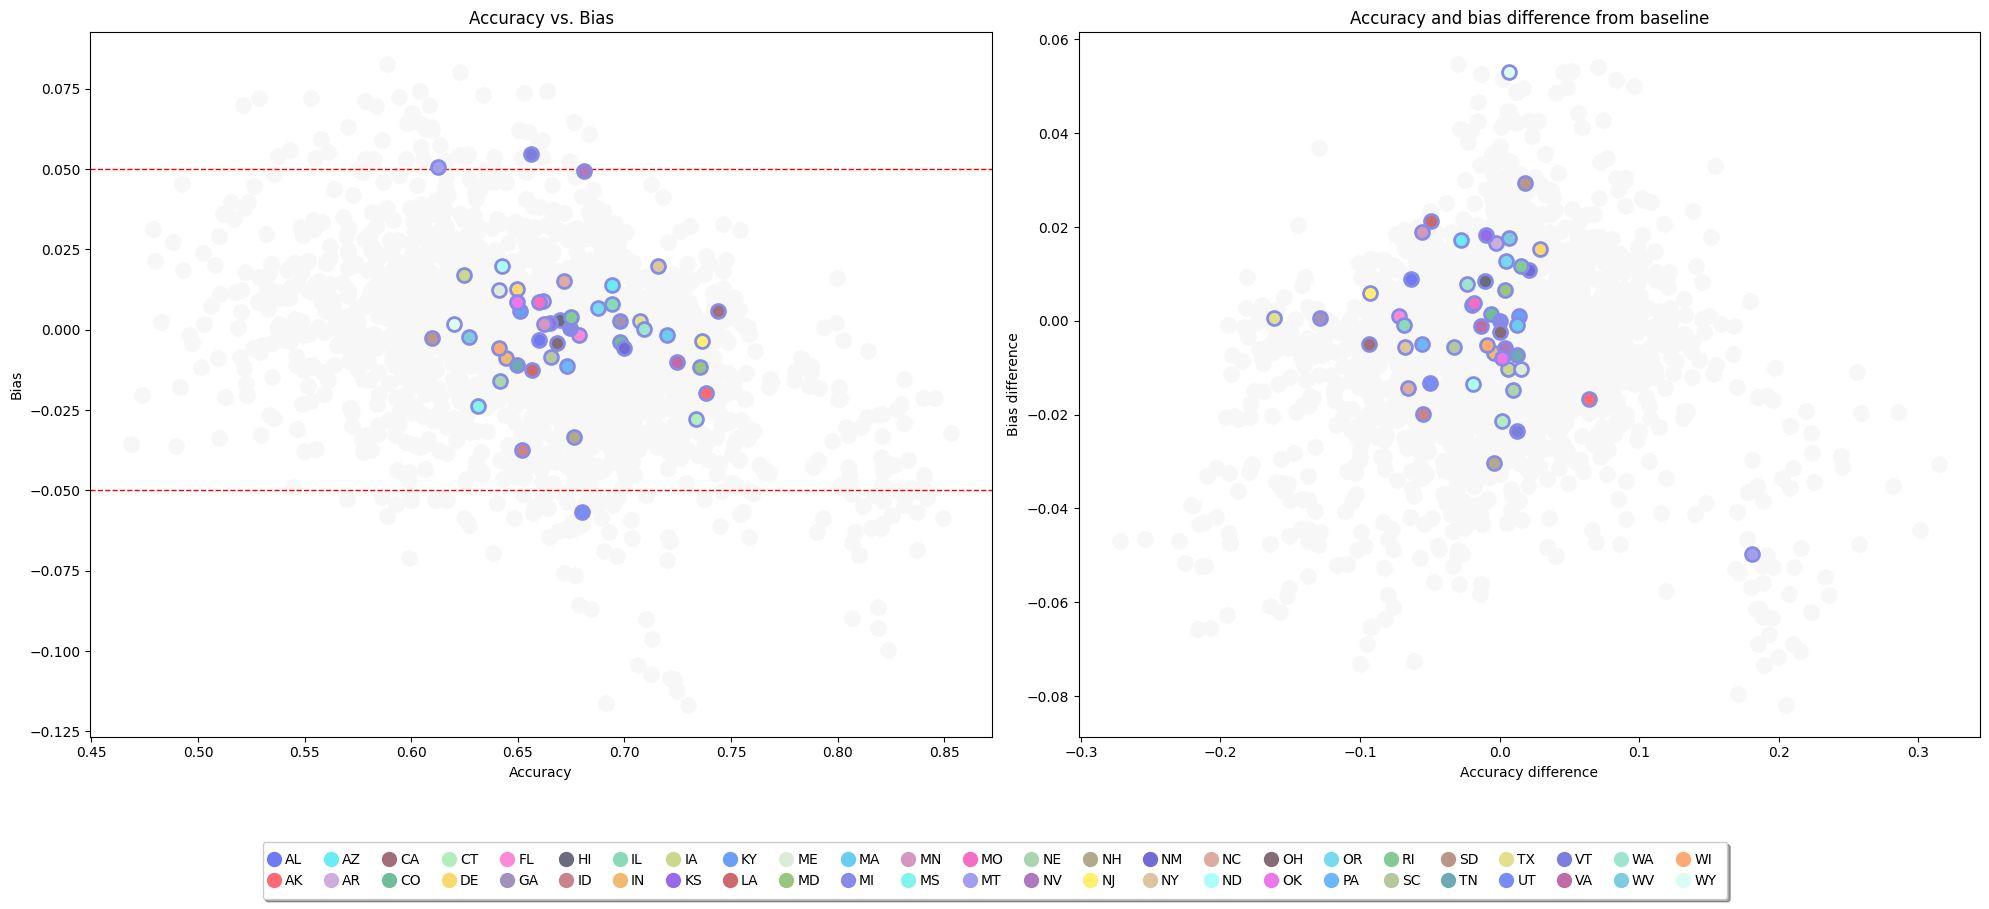 Accuracy vs. Bias
Accuracy and bias difference from baseline
0.075
0.050
0.025
0.000
−0.025
−0.050
−0.075
−0.100
−0.125
Bias
0.45 0.50 0.55 0.60 0.65 0.70 0.75 0.80 0.85
Accuracy
0.06
0.04
0.02
0.00
−0.02
−0.04
−0.06
−0.08
Bias difference
−0.3 −0.2 −0.1 0.0 0.1 0.2 0.3
Accuracy difference
AL AZ CA CT FL HI IL IA KY ME MA MN MO NE NH NM NC OH OR RI SD TX VT WA WI
AK AR CO DE GA ID IN KS LA MD MI MS MT NV NJ NY ND OK PA SC TN UT VA WV WY